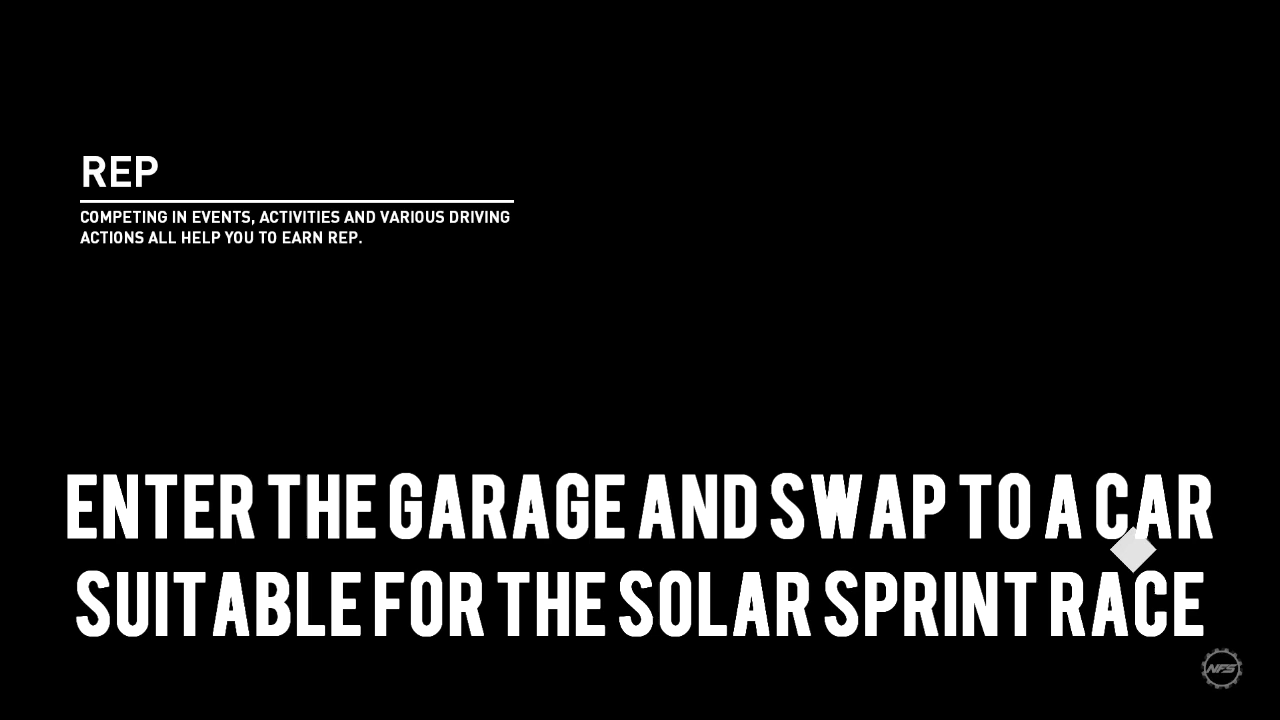 REP
COMPETING IN EVENTS, ACTIVITIES AND VARIOUS DRIVING
ACTIONS ALL HELP YOU TO EARN REP.
ENTER THE GARAGE AND SWAP TO A CAR
SUITABLE FOR THE SOLAR SPRINT RACE
NFS